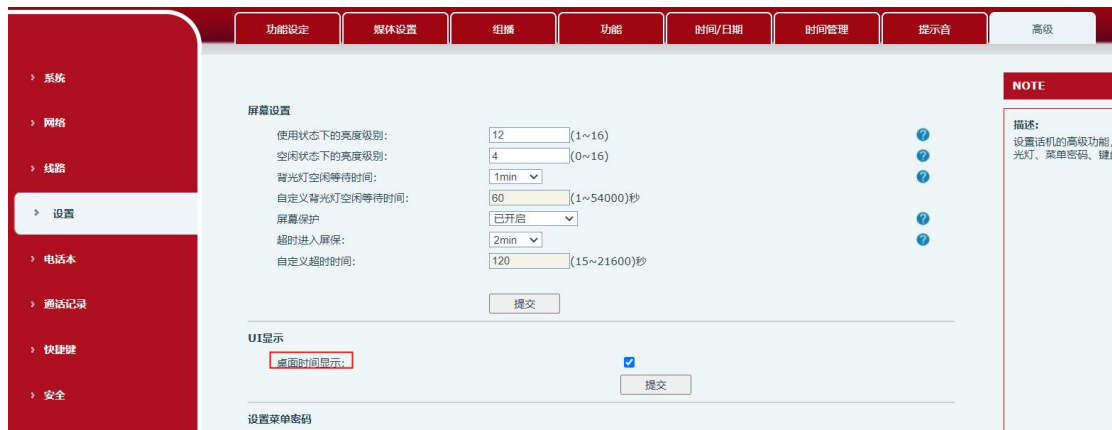 功能设定 媒体设置 组播 功能 时间/日期 时间管理 提示音 高级
系统
网络
线路
设置
电话本
通话记录
快捷键
安全
屏幕设置
使用状态下的亮度级别: 12 (1~16)
空闲状态下的亮度级别: 4 (0~16)
背光灯空闲等待时间: 1min
自定义背光灯空闲等待时间: 60 (1~54000)秒
屏幕保护 已开启
超时进入屏保: 2min
自定义超时时间: 120 (15~21600)秒
提交
UI显示
桌面时间显示:
提交
设置菜单密码
NOTE
描述:
设置话机的高级功能,
光灯、菜单密码、键